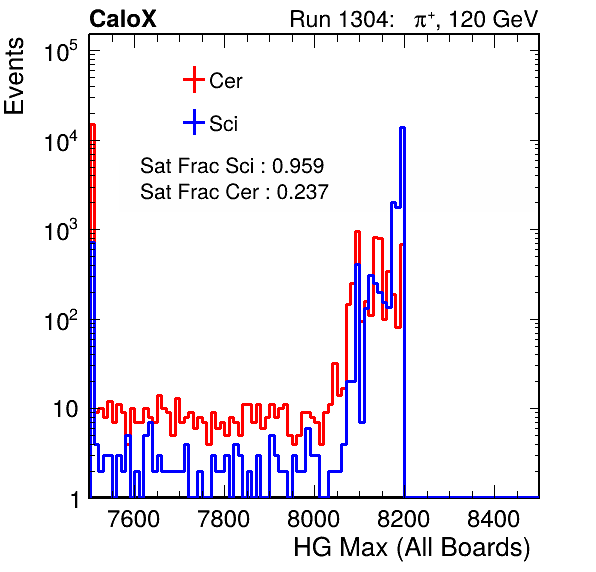 CaloX
Run 1304: π⁺, 120 GeV
Events
10⁵
10⁴
10³
10²
10
1
Cer
Sci
Sat Frac Sci : 0.959
Sat Frac Cer : 0.237
7600 7800 8000 8200 8400
HG Max (All Boards)